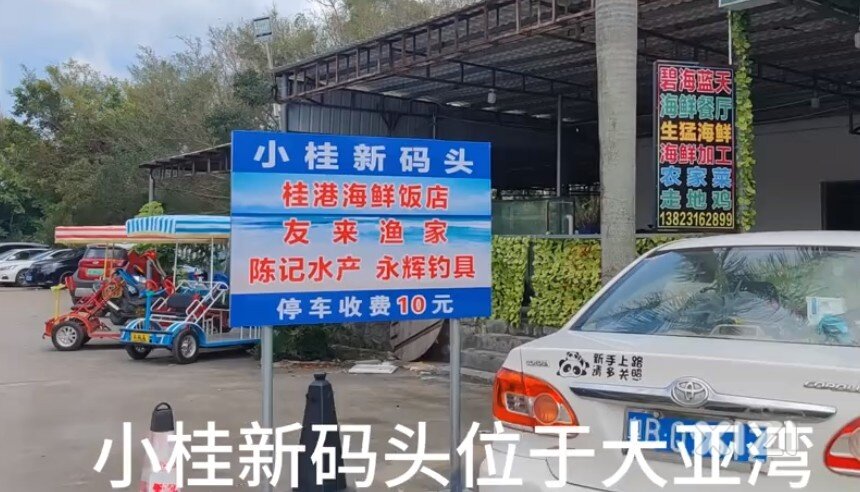 小桂新码头
桂港海鲜饭店
友来渔家
陈记水产 永辉钓具
停车收费10元
碧海蓝天
海鲜餐厅
生猛海鲜
海鲜加工
农家菜
走地鸡
13823162899
新手上路
请多关照
小桂新码头位于大亚湾